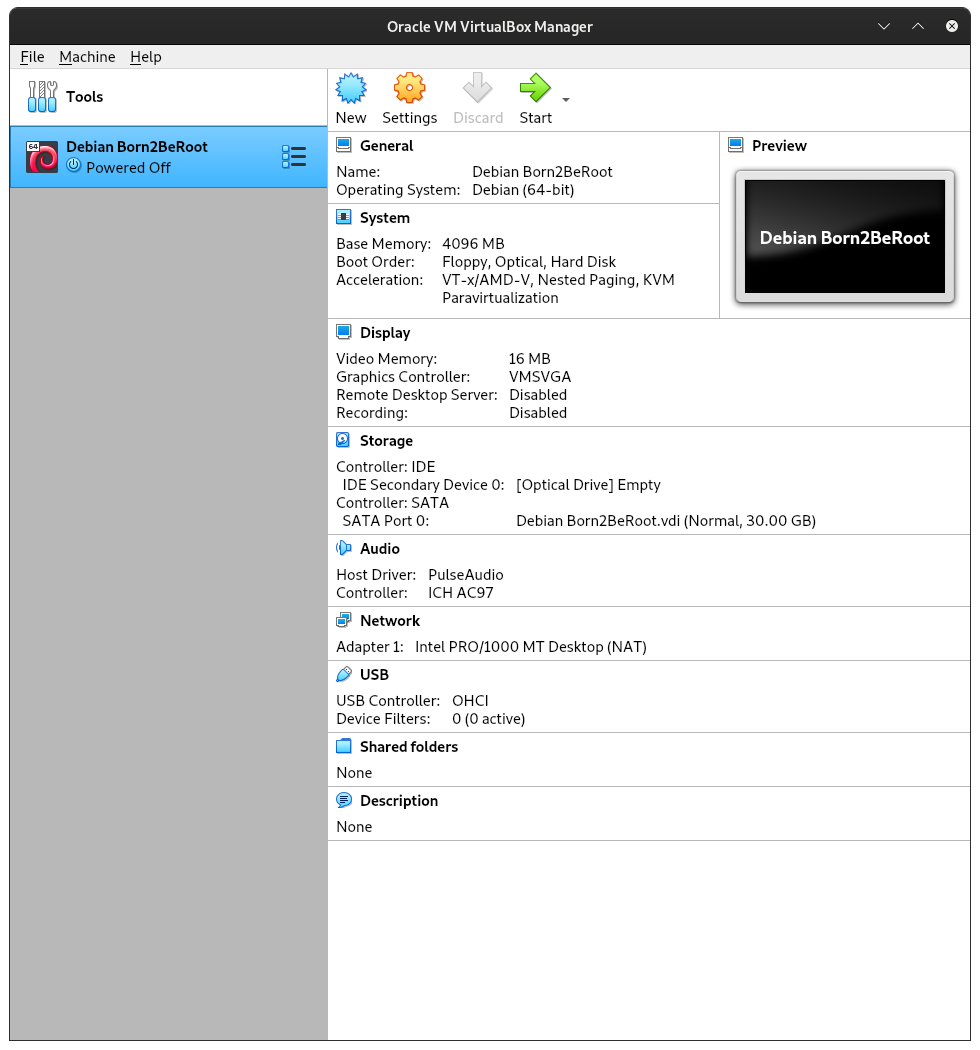 Oracle VM VirtualBox Manager
File Machine Help
Tools
64
Debian Born2BeRoot
Powered Off
New Settings Discard Start
General
Name: Debian Born2BeRoot
Operating System: Debian (64-bit)
Preview
Debian Born2BeRoot
System
Base Memory: 4096 MB
Boot Order: Floppy, Optical, Hard Disk
Acceleration: VT-x/AMD-V, Nested Paging, KVM
Paravirtualization
Display
Video Memory: 16 MB
Graphics Controller: VMSVGA
Remote Desktop Server: Disabled
Recording: Disabled
Storage
Controller: IDE
IDE Secondary Device 0: [Optical Drive] Empty
Controller: SATA
SATA Port 0: Debian Born2BeRoot.vdi (Normal, 30.00 GB)
Audio
Host Driver: PulseAudio
Controller: ICH AC97
Network
Adapter 1: Intel PRO/1000 MT Desktop (NAT)
USB
USB Controller: OHCI
Device Filters: 0 (0 active)
Shared folders
None
Description
None